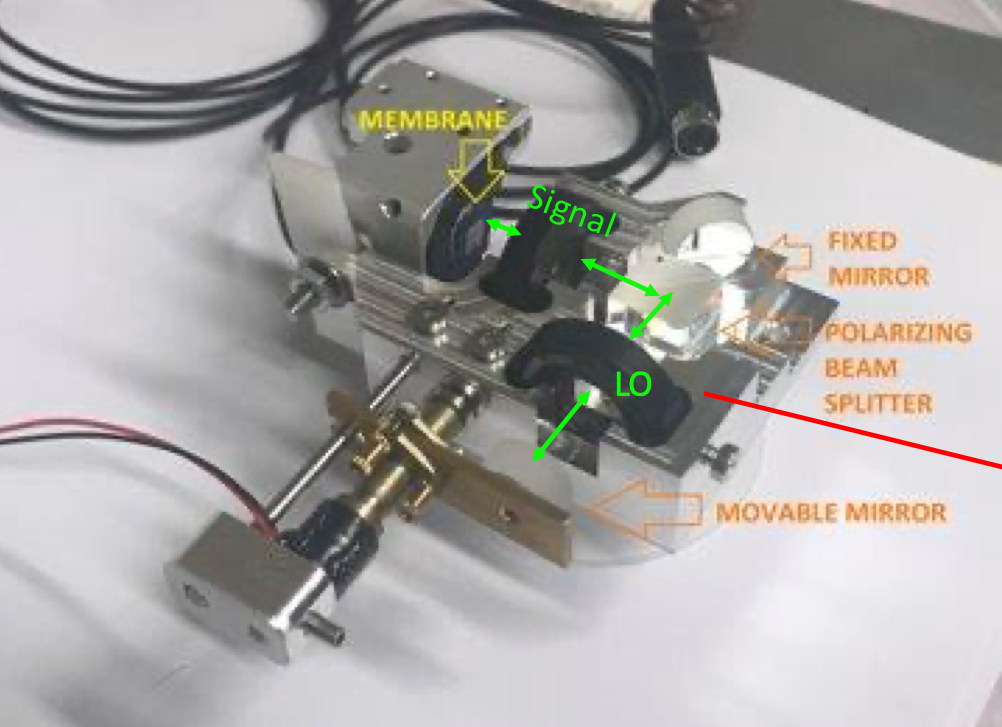 MEMBRANE
Signal
FIXED
MIRROR
POLARIZING
BEAM
SPLITTER
LO
MOVABLE MIRROR